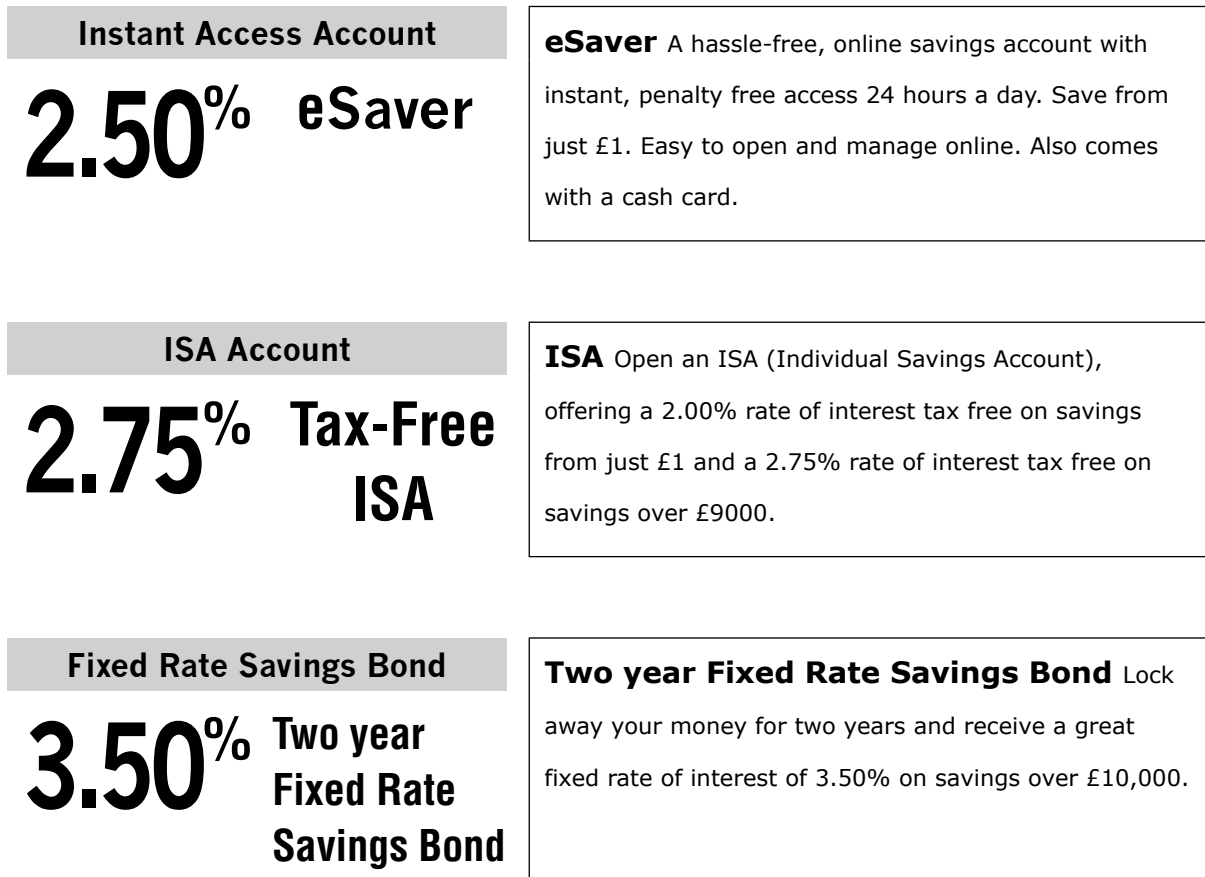 Instant Access Account
2.50% eSaver
eSaver A hassle-free, online savings account with
instant, penalty free access 24 hours a day. Save from
just £1. Easy to open and manage online. Also comes
with a cash card.
ISA Account
2.75% Tax-Free
ISA
ISA Open an ISA (Individual Savings Account),
offering a 2.00% rate of interest tax free on savings
from just £1 and a 2.75% rate of interest tax free on
savings over £9000.
Fixed Rate Savings Bond
3.50% Two year
Fixed Rate
Savings Bond
Two year Fixed Rate Savings Bond Lock
away your money for two years and receive a great
fixed rate of interest of 3.50% on savings over £10,000.